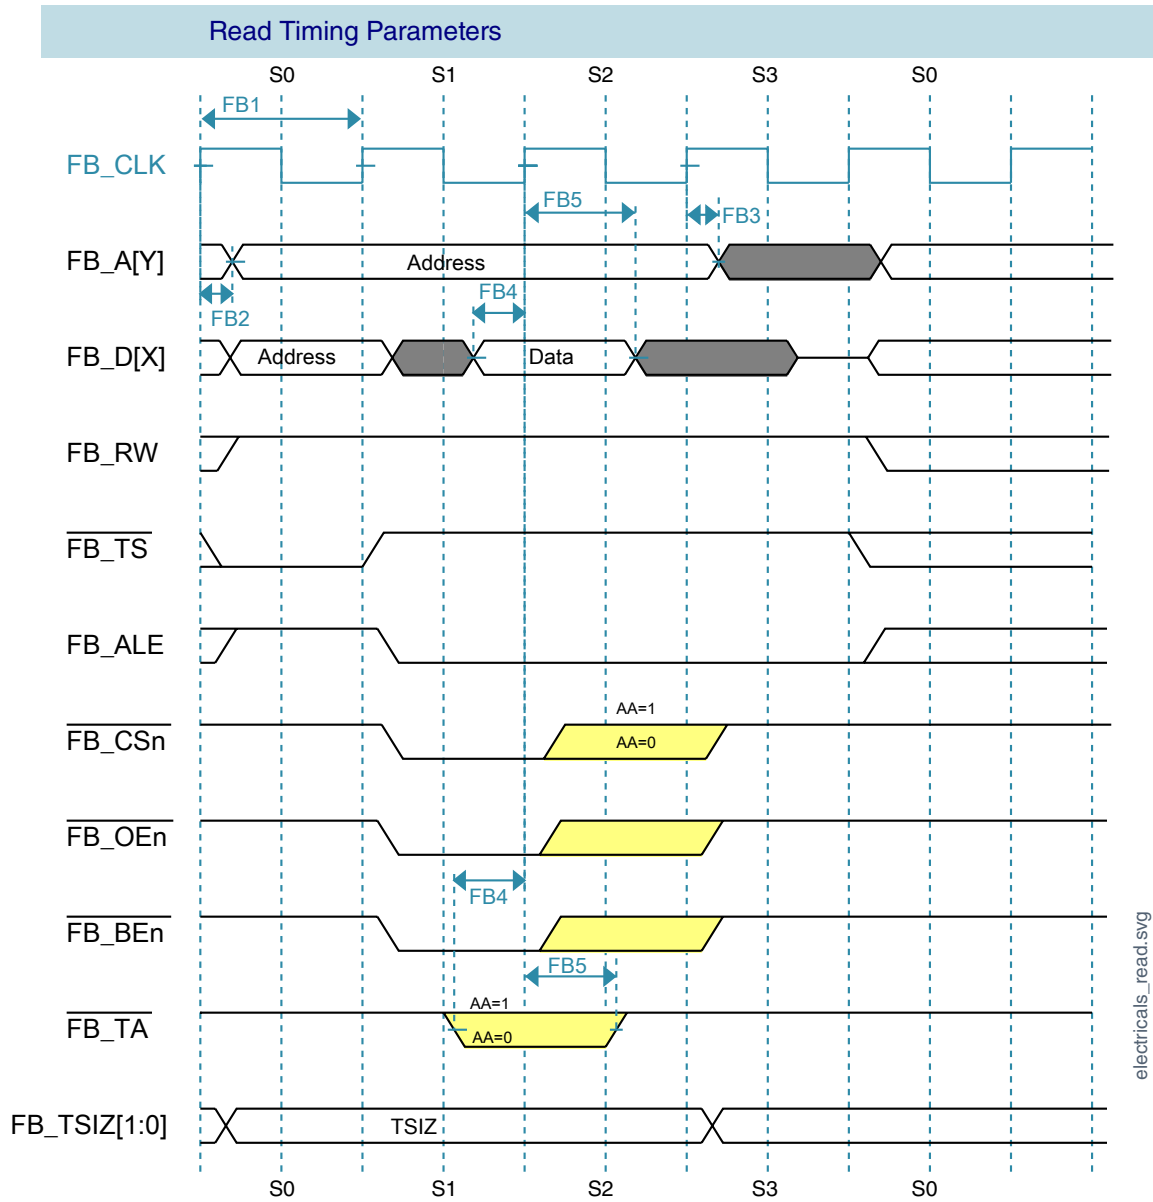 Read Timing Parameters
S0 S1 S2 S3 S0
FB1
FB_CLK
FB5 FB3
FB_A[Y] Address
FB4
FB2
FB_D[X] Address Data
FB_RW
FB_TS
FB_ALE
AA=1
FB_CSn AA=0
FB_OEn
FB4
FB_BEn
FB5
AA=1
FB_TA AA=0
FB_TSIZ[1:0] TSIZ
S0 S1 S2 S3 S0
electricals_read.svg